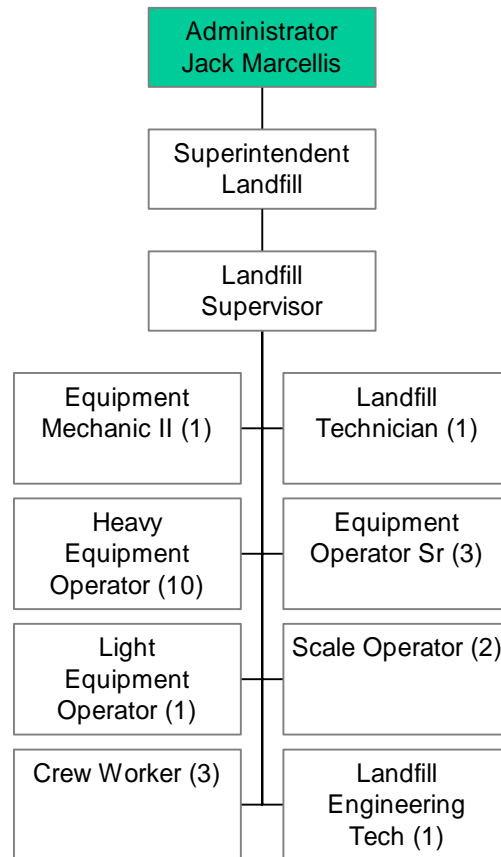 Administrator
Jack Marcellis
Superintendent
Landfill
Landfill
Supervisor
Equipment
Mechanic II (1)
Landfill
Technician (1)
Heavy
Equipment
Operator (10)
Equipment
Operator Sr (3)
Light
Equipment
Operator (1)
Scale Operator (2)
Crew Worker (3)
Landfill
Engineering
Tech (1)